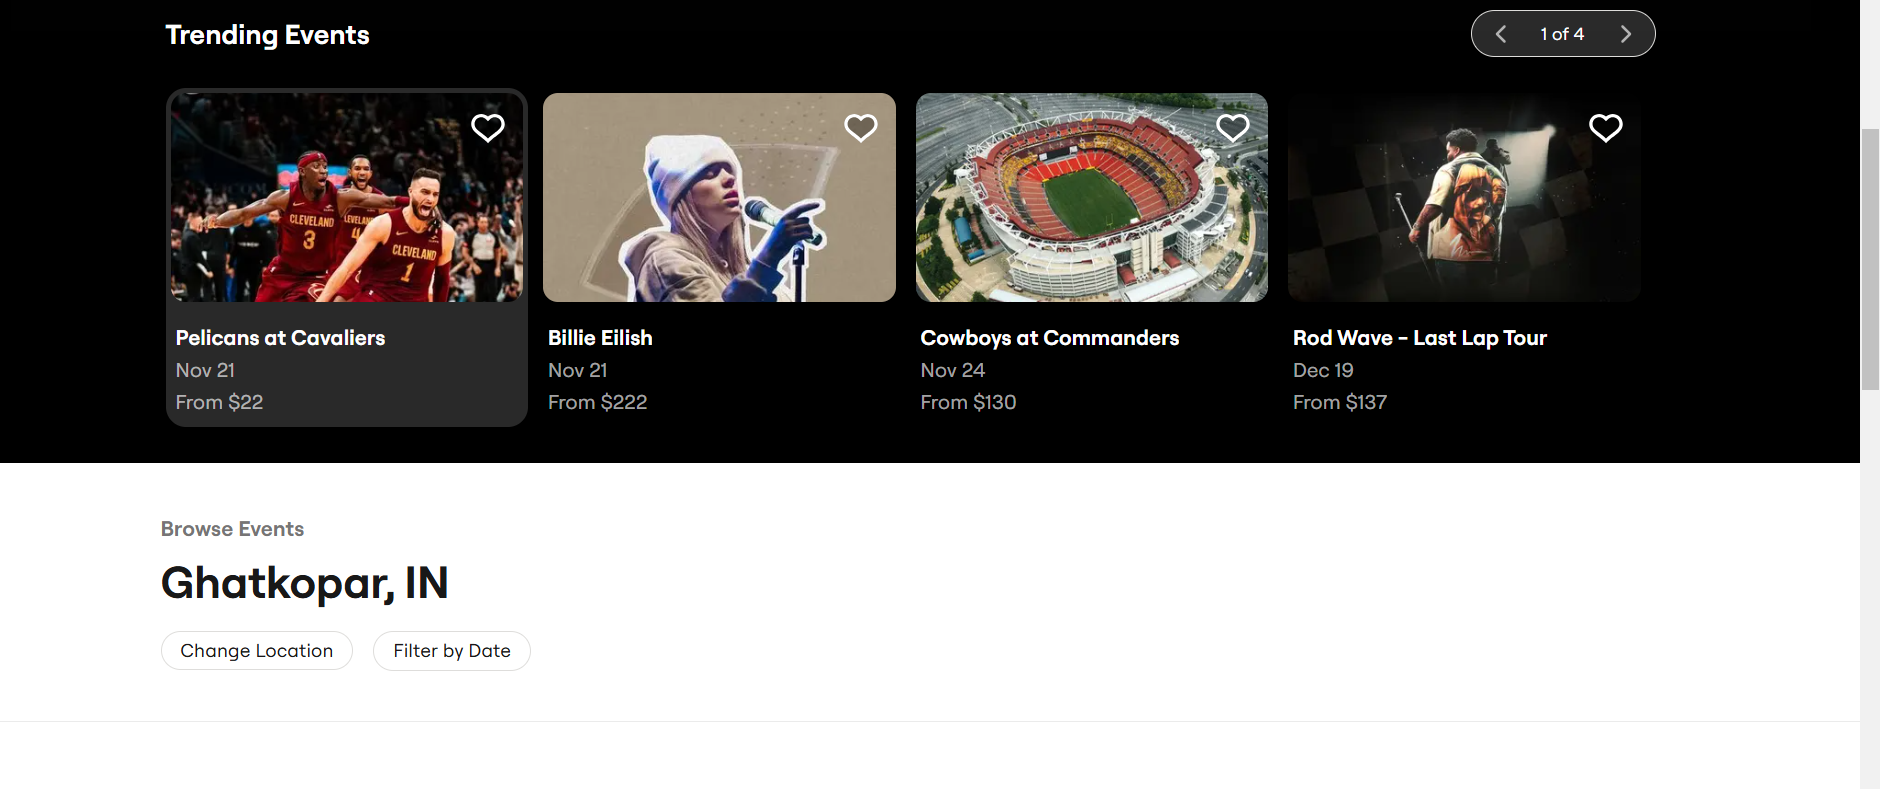 Trending Events
1 of 4
CLEVELAND
3
CLEVELAND
4
CLEVELAND
1
Pelicans at Cavaliers
Nov 21
From $22
Billie Eilish
Nov 21
From $222
Cowboys at Commanders
Nov 24
From $130
Rod Wave - Last Lap Tour
Dec 19
From $137
Browse Events
Ghatkopar, IN
Change Location
Filter by Date